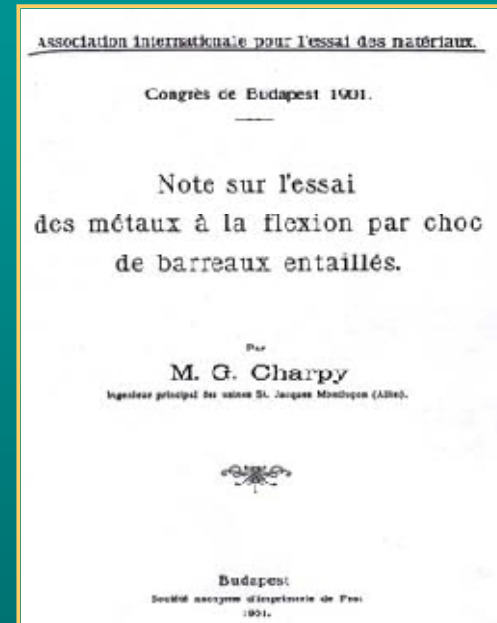 Association internationale pour l'essai des matériaux.
Congrès de Budapest 1901.
Note sur l'essai
des métaux à la flexion par choc
de barreaux entaillés.
Par
M. G. Charpy
Ingénieur principal des usines St. Jacques Montluçon (Allier).
Budapest
Société anonyme d'imprimerie de Pest
1901.